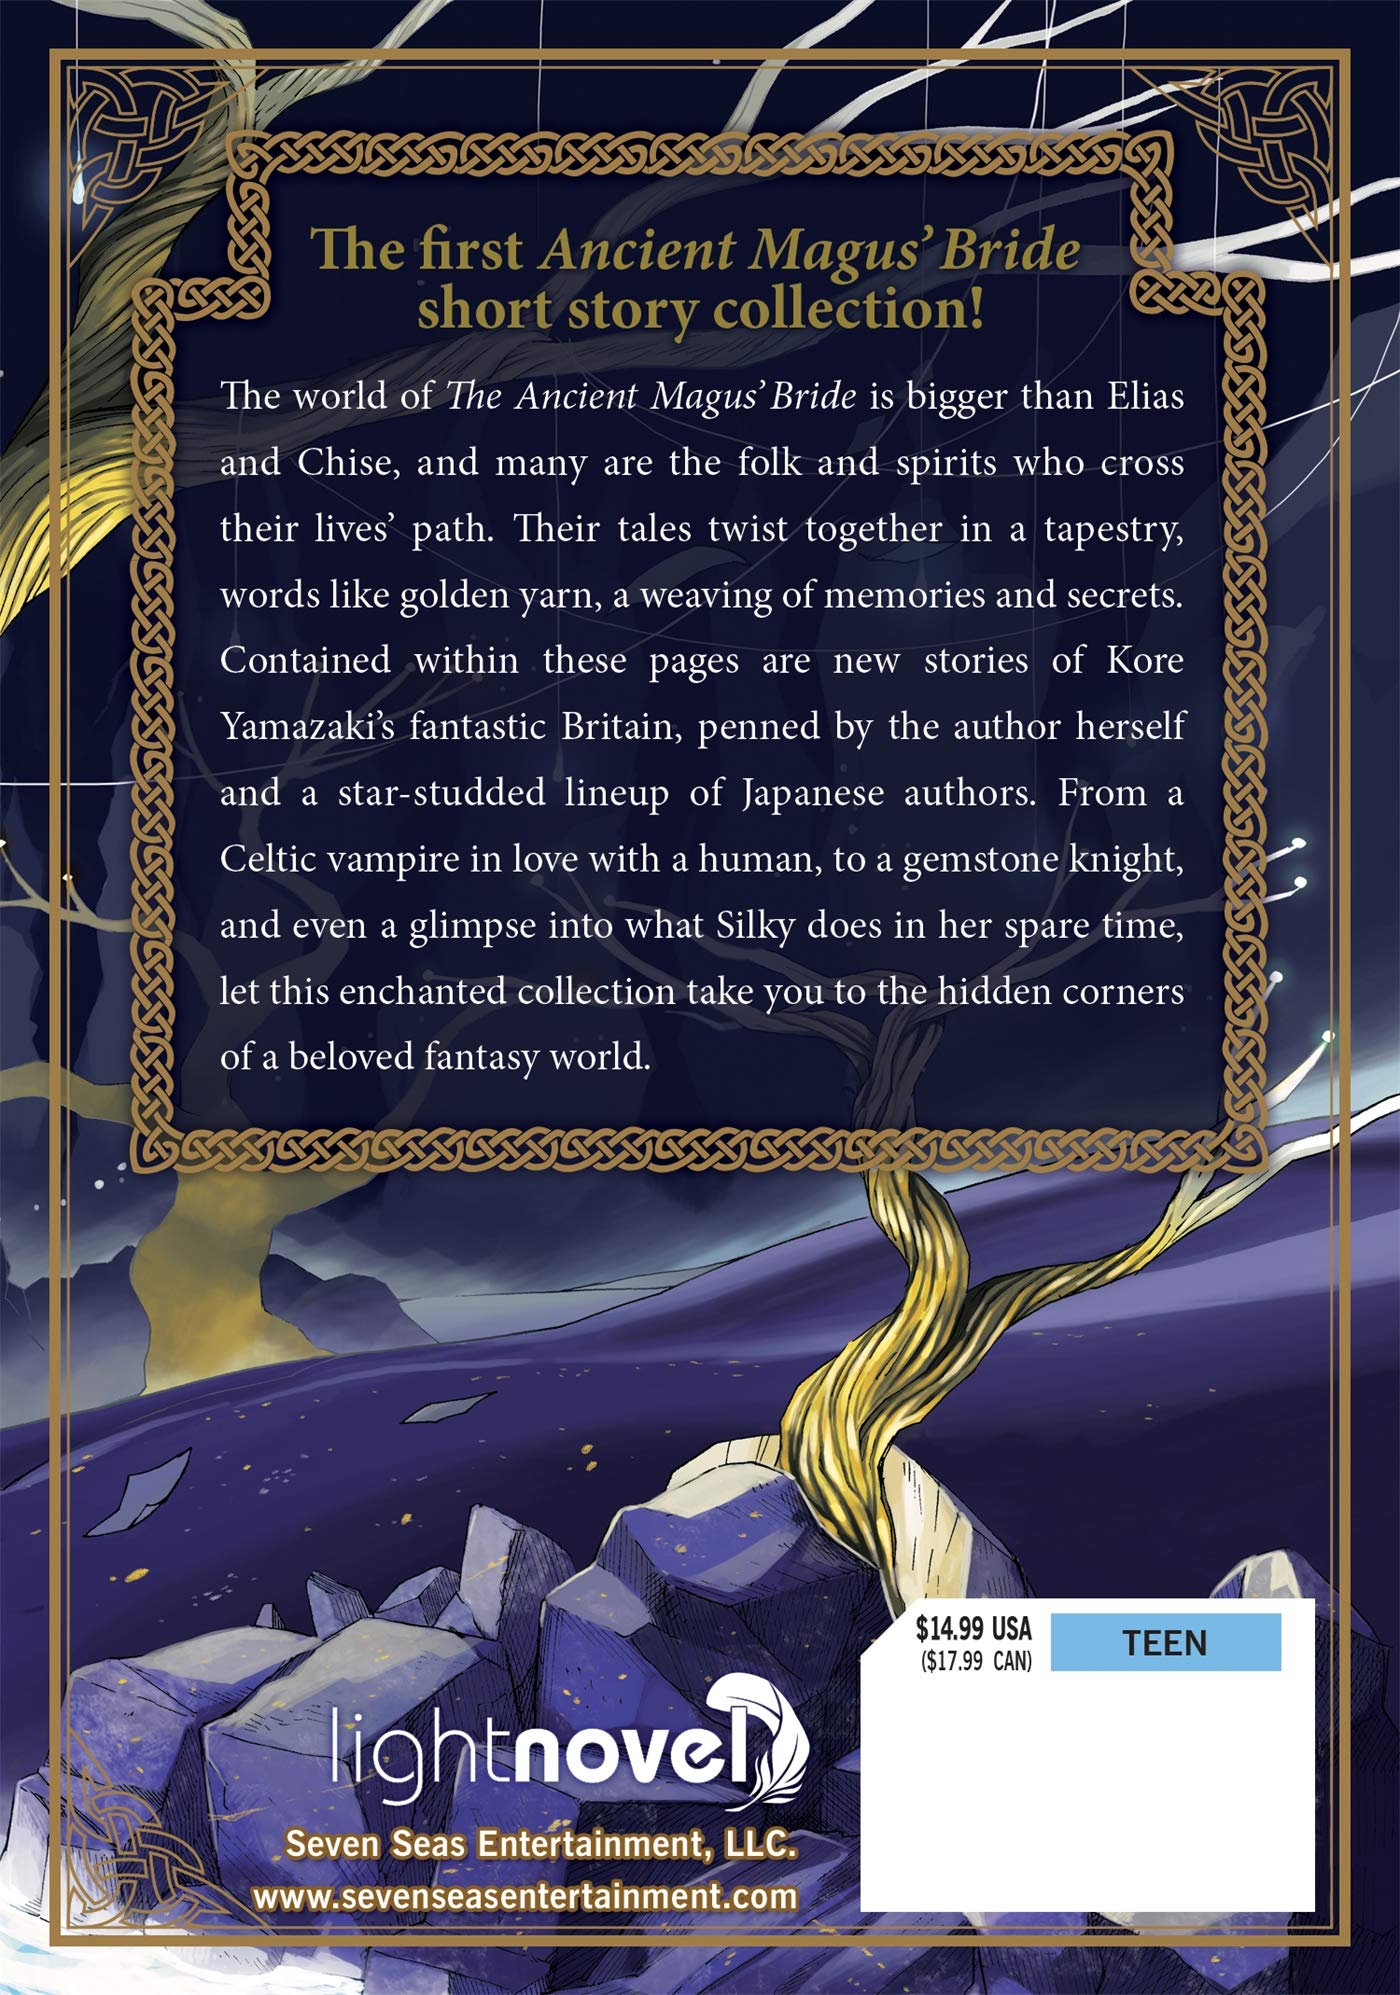 The first Ancient Magus’ Bride
short story collection!
The world of The Ancient Magus’ Bride is bigger than Elias
and Chise, and many are the folk and spirits who cross
their lives’ path. Their tales twist together in a tapestry,
words like golden yarn, a weaving of memories and secrets.
Contained within these pages are new stories of Kore
Yamazaki’s fantastic Britain, penned by the author herself
and a star-studded lineup of Japanese authors. From a
Celtic vampire in love with a human, to a gemstone knight,
and even a glimpse into what Silky does in her spare time,
let this enchanted collection take you to the hidden corners
of a beloved fantasy world.
$14.99 USA
($17.99 CAN)
TEEN
lightnovel
Seven Seas Entertainment, LLC.
www.sevenseasentertainment.com